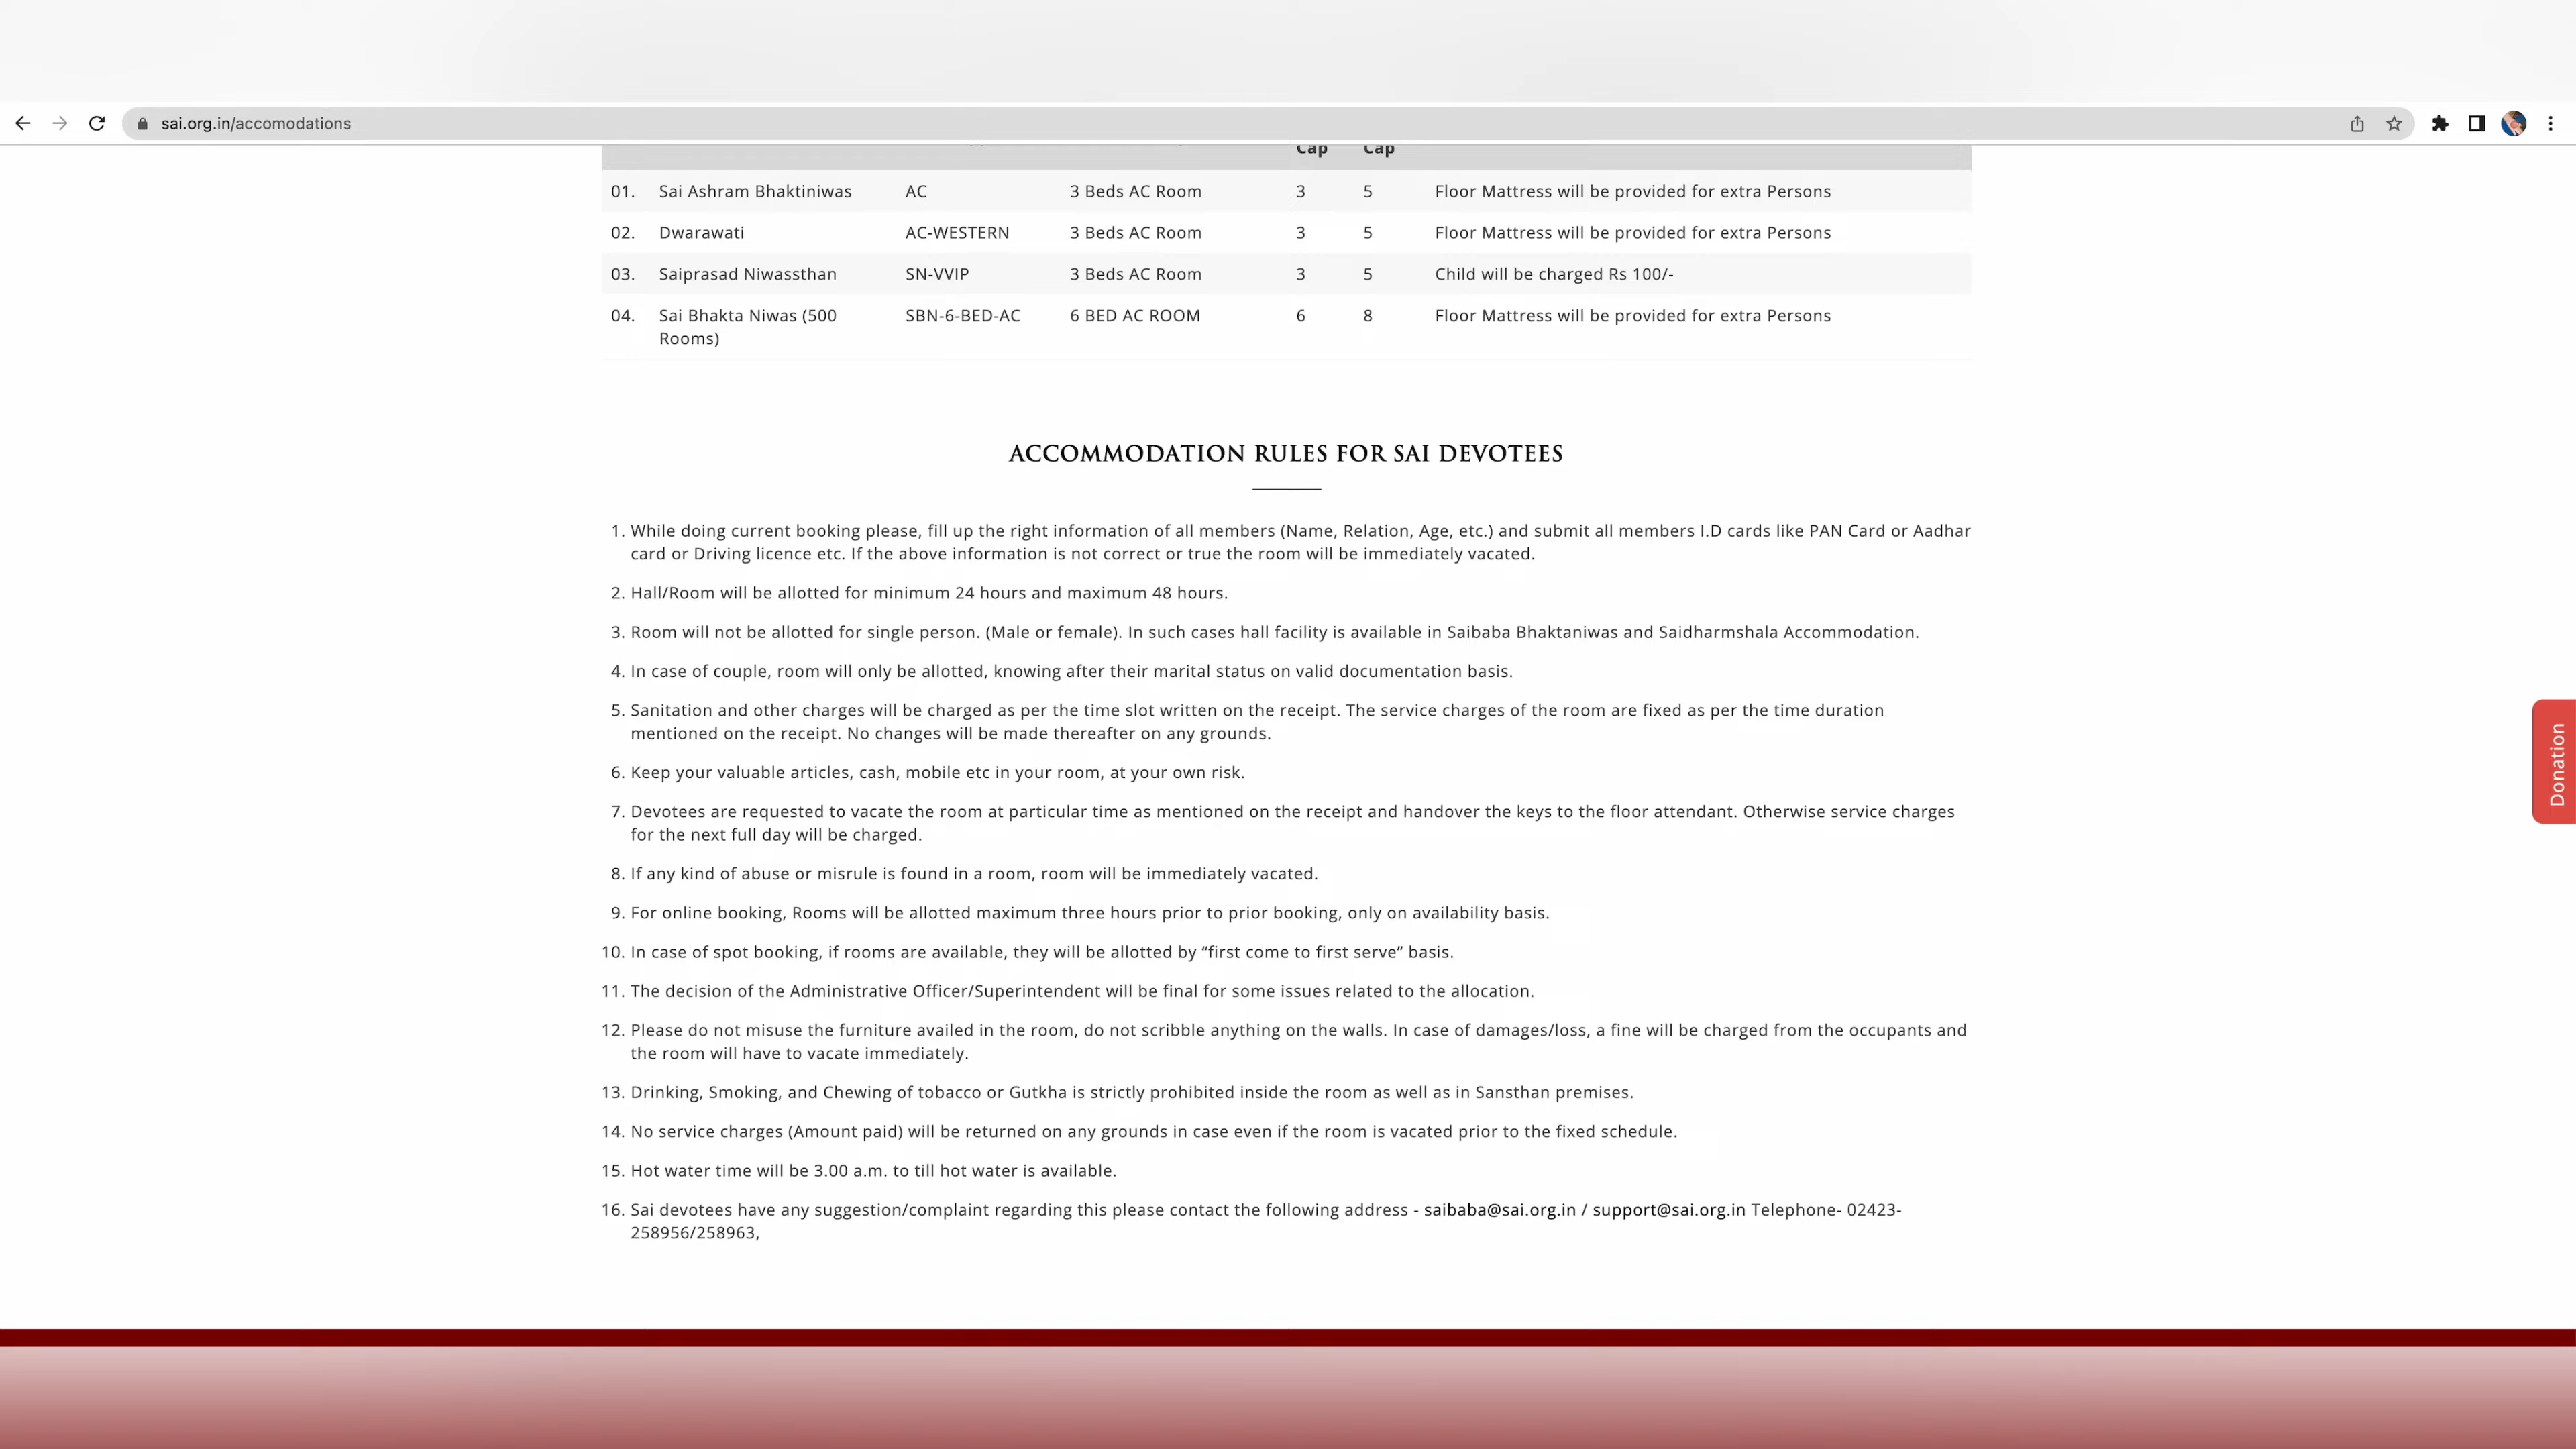 sai.org.in/accomodations
Cap Cap
01. Sai Ashram Bhaktiniwas AC 3 Beds AC Room 3 5 Floor Mattress will be provided for extra Persons
02. Dwarawati AC-WESTERN 3 Beds AC Room 3 5 Floor Mattress will be provided for extra Persons
03. Saiprasad Niwassthan SN-VVIP 3 Beds AC Room 3 5 Child will be charged Rs 100/-
04. Sai Bhakta Niwas (500 SBN-6-BED-AC 6 BED AC ROOM 6 8 Floor Mattress will be provided for extra Persons
Rooms)
ACCOMMODATION RULES FOR SAI DEVOTEES
1. While doing current booking please, fill up the right information of all members (Name, Relation, Age, etc.) and submit all members I.D cards like PAN Card or Aadhar
card or Driving licence etc. If the above information is not correct or true the room will be immediately vacated.
2. Hall/Room will be allotted for minimum 24 hours and maximum 48 hours.
3. Room will not be allotted for single person. (Male or female). In such cases hall facility is available in Saibaba Bhaktaniwas and Saidharmshala Accommodation.
4. In case of couple, room will only be allotted, knowing after their marital status on valid documentation basis.
5. Sanitation and other charges will be charged as per the time slot written on the receipt. The service charges of the room are fixed as per the time duration
mentioned on the receipt. No changes will be made thereafter on any grounds.
6. Keep your valuable articles, cash, mobile etc in your room, at your own risk.
7. Devotees are requested to vacate the room at particular time as mentioned on the receipt and handover the keys to the floor attendant. Otherwise service charges
for the next full day will be charged.
8. If any kind of abuse or misrule is found in a room, room will be immediately vacated.
9. For online booking, Rooms will be allotted maximum three hours prior to prior booking, only on availability basis.
10. In case of spot booking, if rooms are available, they will be allotted by “first come to first serve” basis.
11. The decision of the Administrative Officer/Superintendent will be final for some issues related to the allocation.
12. Please do not misuse the furniture availed in the room, do not scribble anything on the walls. In case of damages/loss, a fine will be charged from the occupants and
the room will have to vacate immediately.
13. Drinking, Smoking, and Chewing of tobacco or Gutkha is strictly prohibited inside the room as well as in Sansthan premises.
14. No service charges (Amount paid) will be returned on any grounds in case even if the room is vacated prior to the fixed schedule.
15. Hot water time will be 3.00 a.m. to till hot water is available.
16. Sai devotees have any suggestion/complaint regarding this please contact the following address - saibaba@sai.org.in / support@sai.org.in Telephone- 02423-
258956/258963,
Donation